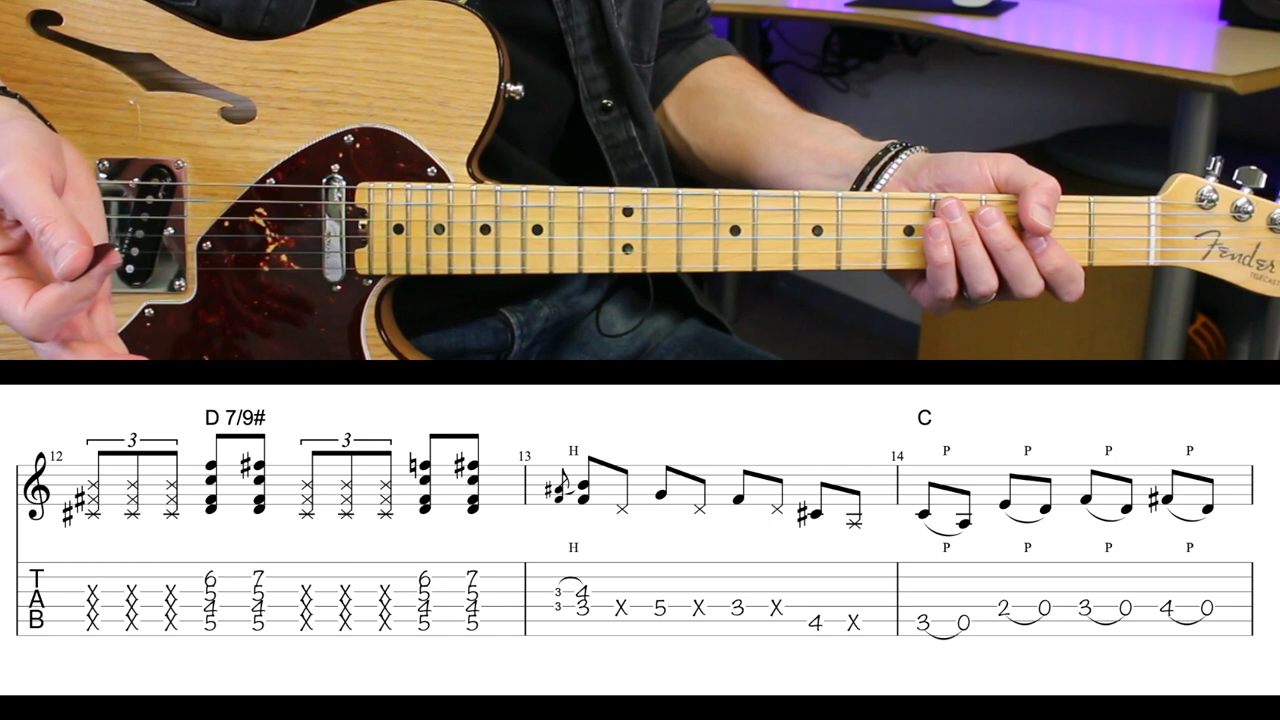 Fender
TELECASTER
D 7/9#
C
12
3
3
13
H
14
P
P
P
P
H
P
P
P
P
T
A
B
X X X 6 7 X X X 6 7
X X X 5 5 X X X 5 5 3 4
X X X 4 4 X X X 4 4 3 3 X 5 X 3 X 2 0 3 0 4 0
X X X 5 5 X X X 5 5 4 X 3 0